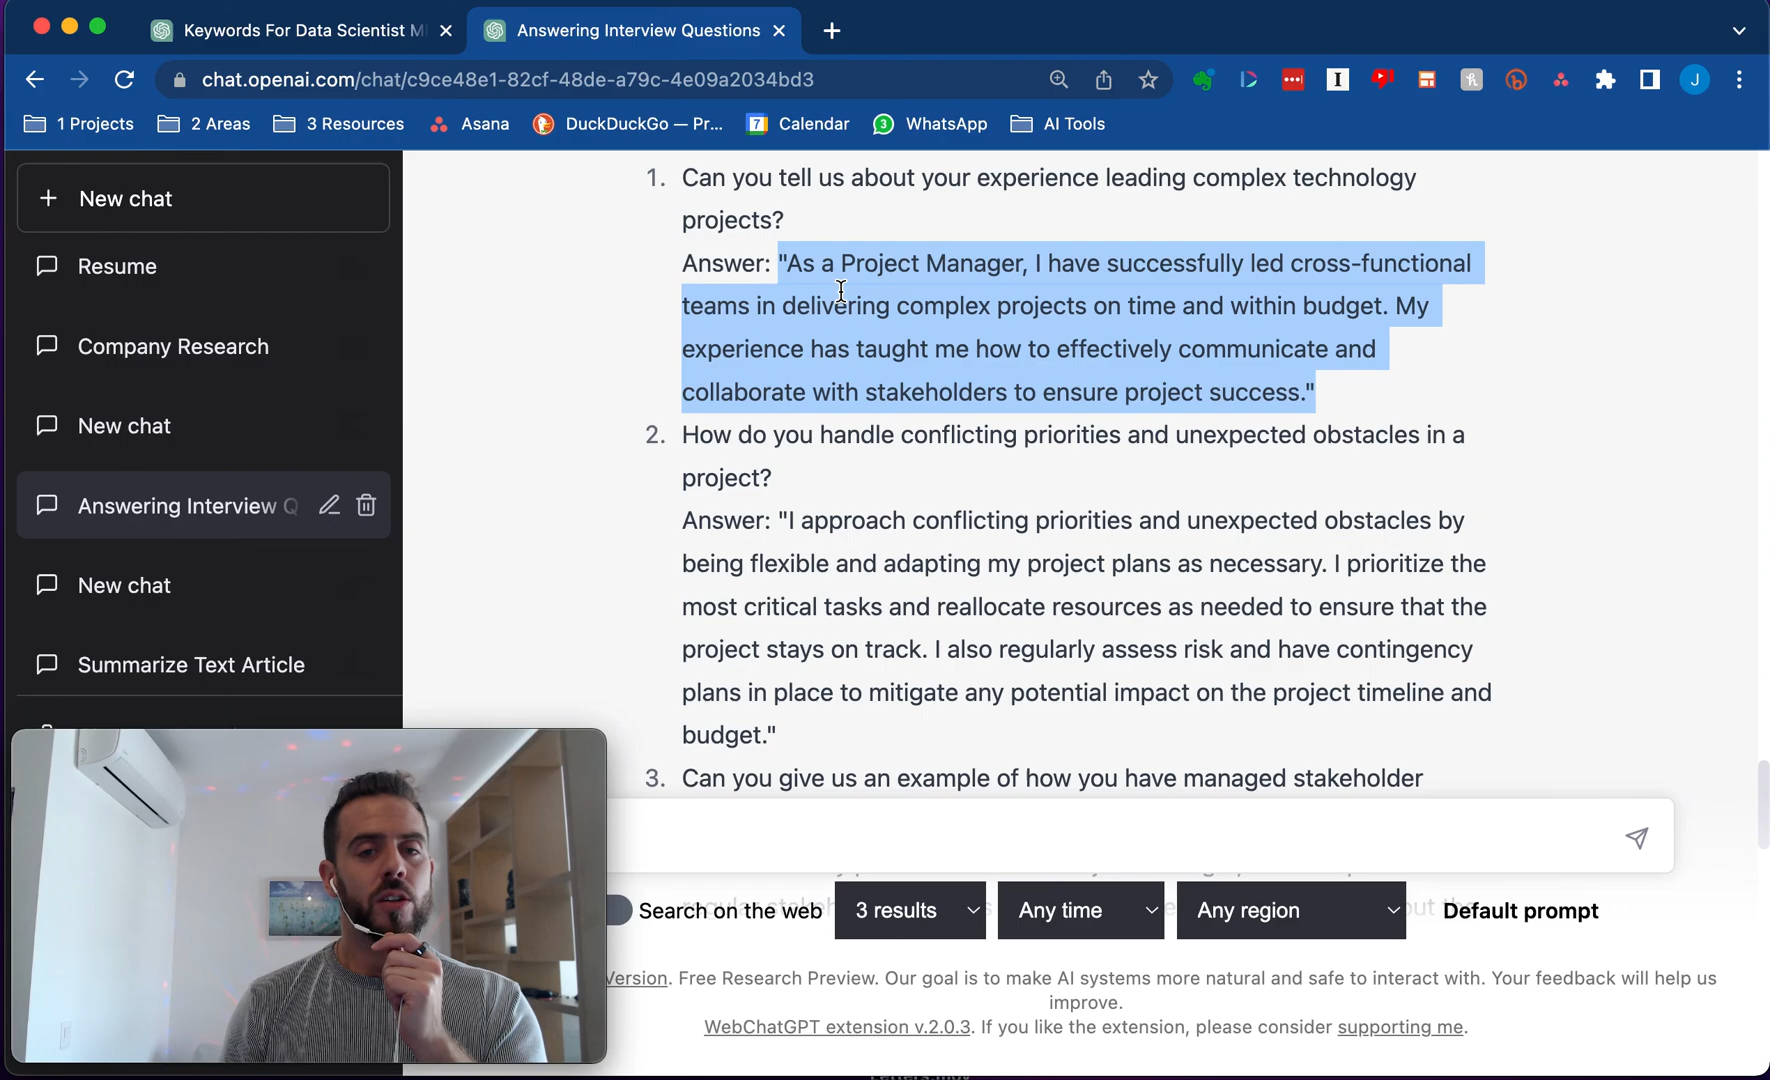 Keywords For Data Scientist M
Answering Interview Questions
chat.openai.com/chat/c9ce48e1-82cf-48de-a79c-4e09a2034bd3
J
1 Projects
2 Areas
3 Resources
Asana
DuckDuckGo — Pr...
7
Calendar
3
WhatsApp
AI Tools
New chat
Resume
Company Research
New chat
Answering Interview Q
New chat
Summarize Text Article
1. Can you tell us about your experience leading complex technology
projects?
Answer: "As a Project Manager, I have successfully led cross-functional
teams in delivering complex projects on time and within budget. My
experience has taught me how to effectively communicate and
collaborate with stakeholders to ensure project success."
2. How do you handle conflicting priorities and unexpected obstacles in a
project?
Answer: "I approach conflicting priorities and unexpected obstacles by
being flexible and adapting my project plans as necessary. I prioritize the
most critical tasks and reallocate resources as needed to ensure that the
project stays on track. I also regularly assess risk and have contingency
plans in place to mitigate any potential impact on the project timeline and
budget."
3. Can you give us an example of how you have managed stakeholder
Search on the web
3 results
Any time
Any region
Default prompt
Version. Free Research Preview. Our goal is to make AI systems more natural and safe to interact with. Your feedback will help us
improve.
WebChatGPT extension v.2.0.3. If you like the extension, please consider supporting me.